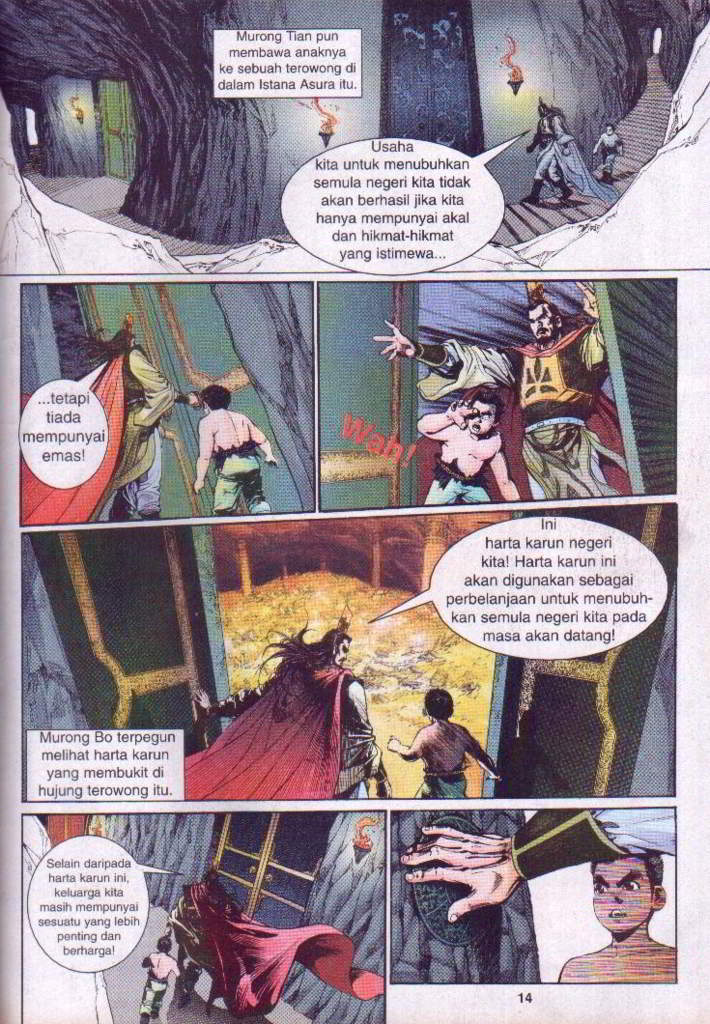 Murong Tian pun
membawa anaknya
ke sebuah terowong di
dalam Istana Asura itu.
Usaha
kita untuk menubuhkan
semula negeri kita tidak
akan berhasil jika kita
hanya mempunyai akal
dan hikmat-hikmat
yang istimewa...
...tetapi
tiada
mempunyai
emas!
Wah!
Ini
harta karun negeri
kita! Harta karun ini
akan digunakan sebagai
perbelanjaan untuk menubuh-
kan semula negeri kita pada
masa akan datang!
Murong Bo terpegun
melihat harta karun
yang membukit di
hujung terowong itu.
Selain daripada
harta karun ini,
keluarga kita
masih mempunyai
sesuatu yang lebih
penting dan
berharga!
14